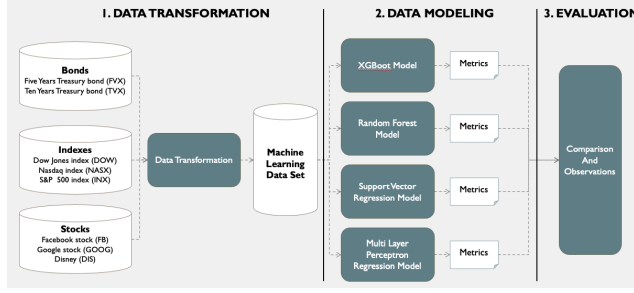 1. DATA TRANSFORMATION
2. DATA MODELING
3. EVALUATION
Bonds
Five Years Treasury bond (FVX)
Ten Years Treasury bond (TVX)
Indexes
Dow Jones index (DOW)
Nasdaq index (NASX)
S&P 500 index (INX)
Stocks
Facebook stock (FB)
Google stock (GOOG)
Disney (DIS)
Data Transformation
Machine
Learning
Data Set
XGBoot Model
Metrics
Random Forest
Model
Metrics
Support Vector
Regression Model
Metrics
Multi Layer
Perceptron
Regression Model
Metrics
Comparison
And
Observations